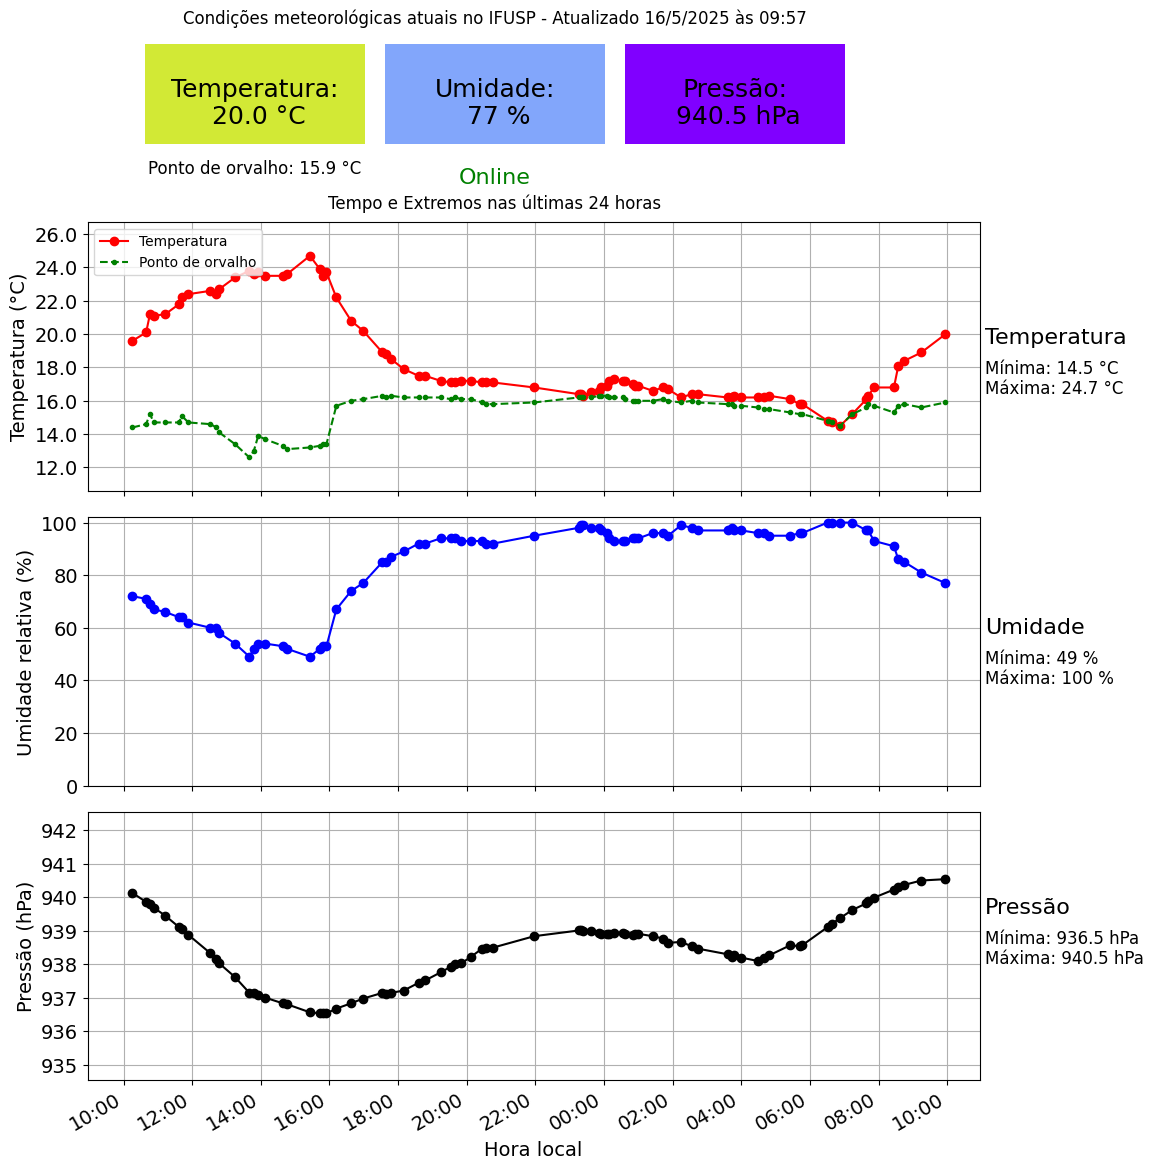 Condições meteorológicas atuais no IFUSP - Atualizado 16/5/2025 às 09:57
Temperatura:
20.0 °C
Umidade:
77 %
Pressão:
940.5 hPa
Ponto de orvalho: 15.9 °C
Online
Tempo e Extremos nas últimas 24 horas
Temperatura (°C)
26.0
24.0
22.0
20.0
18.0
16.0
14.0
12.0
Temperatura
Ponto de orvalho
Temperatura
Mínima: 14.5 °C
Máxima: 24.7 °C
Umidade relativa (%)
100
80
60
40
20
0
Umidade
Mínima: 49 %
Máxima: 100 %
Pressão (hPa)
942
941
940
939
938
937
936
935
Pressão
Mínima: 936.5 hPa
Máxima: 940.5 hPa
10:00
12:00
14:00
16:00
18:00
20:00
22:00
00:00
02:00
04:00
06:00
08:00
10:00
Hora local